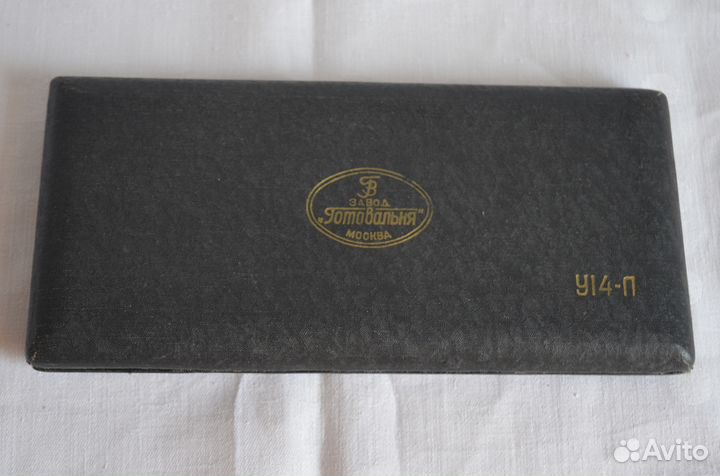 ГВ
ЗАВОД
„Готовальня"
МОСКВА
У14-П
Avito